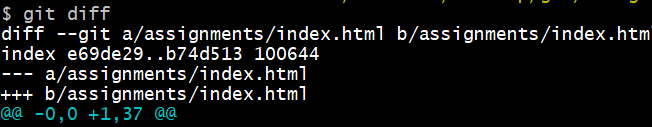 $ git diff
diff --git a/assignments/index.html b/assignments/index.htm
index e69de29..b74d513 100644
--- a/assignments/index.html
+++ b/assignments/index.html
@@ -0,0 +1,37 @@